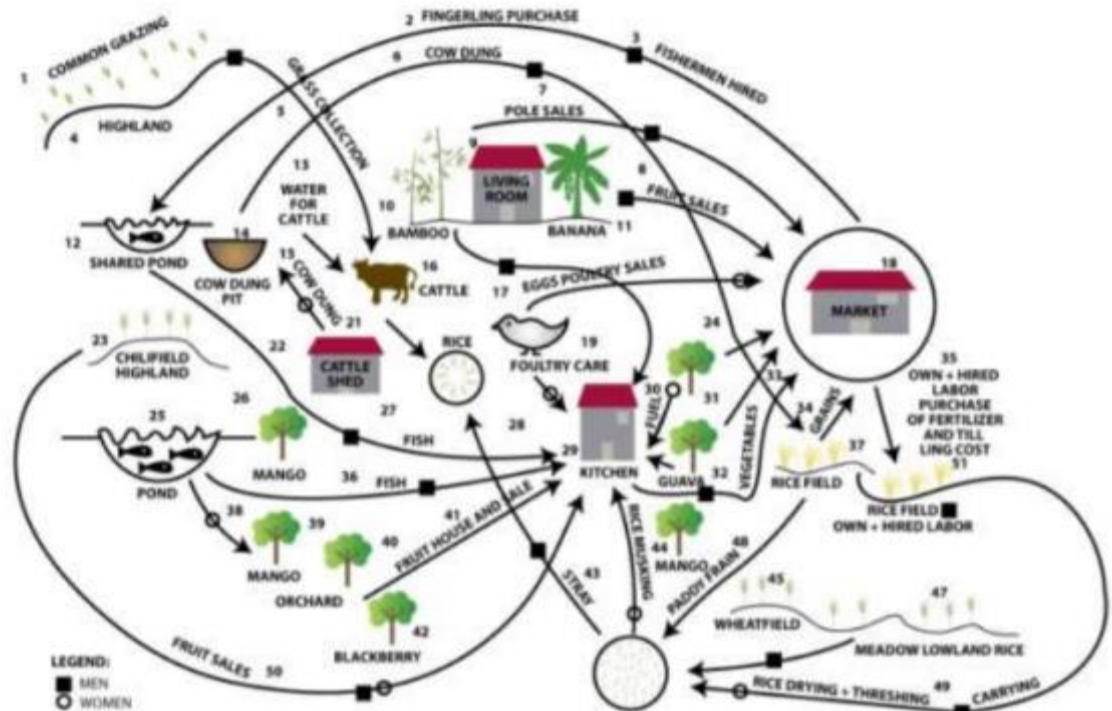 2 FINGERLING PURCHASE
1 COMMON GRAZING
6 COW DUNG
3 FISHERMEN HIRED
7
GRASS COLLECTION
5
4 HIGHLAND
POLE SALES
9
8 FRUIT SALES
LIVING
ROOM
13
WATER
FOR
CATTLE
10
BAMBOO
BANANA 11
12
SHARED POND
14
COW DUNG
PIT
15
COW DUNG
16
CATTLE
17 EGGS POULTRY SALES
18
MARKET
21
CATTLE
SHED
22
23
CHILIFIELD
HIGHLAND
RICE
19
FOULTRY CARE
24
33
34 GRAINS
35
OWN + HIRED
LABOR
PURCHASE
OF FERTILIZER
AND TILL
LING COST
25
POND
26
MANGO
27
FISH
28
29
KITCHEN
30
FUEL
31
GUAVA 32
VEGETABLES
37
RICE FIELD
51
RICE FIELD
OWN + HIRED LABOR
36 FISH
38
MANGO
39
ORCHARD
40
41
FRUIT HOUSE AND SALE
42
BLACKBERRY
43
STRAY
RICE MUSKING
44
MANGO
48
PADDY FRAIN
45
WHEATFIELD
47
MEADOW LOWLAND RICE
FRUIT SALES 50
RICE DRYING + THRESHING 49 CARRYING
LEGEND:
MEN
WOMEN